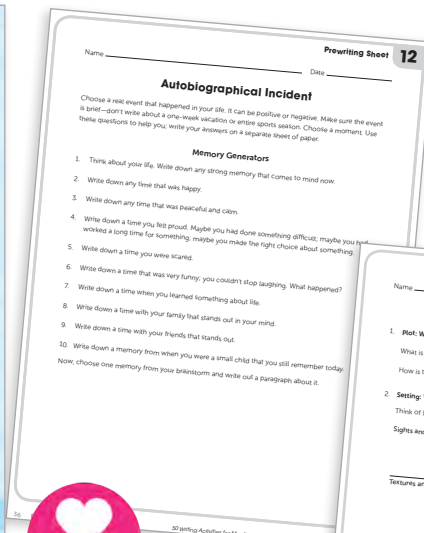 Prewriting Sheet 12
Name
Date
Autobiographical Incident
Choose a real event that happened in your life. It can be positive or negative. Make sure the event
is brief—don't write about a one-week vacation or entire sports season. Choose a moment. Use
these questions to help you; write your answers on a separate sheet of paper.
Memory Generators
1. Think about your life. Write down any strong memory that comes to mind now.
2. Write down any time that was happy.
3. Write down any time that was peaceful and calm.
4. Write down a time you felt proud. Maybe you had done something difficult; maybe you had
worked a long time for something; maybe you made the right choice about something.
5. Write down a time you were scared.
6. Write down a time that was very funny; you couldn't stop laughing. What happened?
7. Write down a time when you learned something about life.
8. Write down a time with your family that stands out in your mind.
9. Write down a time with your friends that stands out.
10. Write down a memory from when you were a small child that you still remember today.
Now, choose one memory from your brainstorm and write out a paragraph about it.
36
50 Writing Activities for
Name
1. Plot: W
What is
How is t
2. Setting:
Think of
Sights and
Textures an